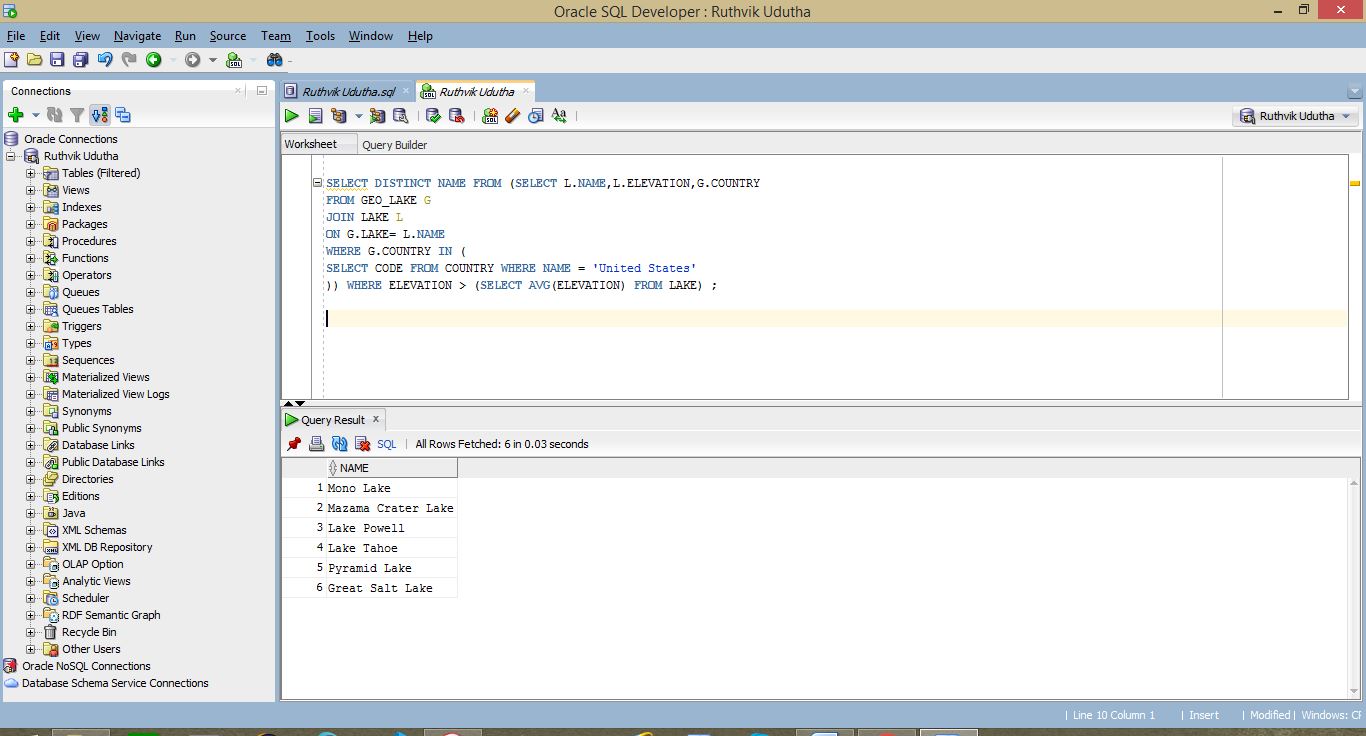 Oracle SQL Developer : Ruthvik Udutha
File Edit View Navigate Run Source Team Tools Window Help
Connections
Ruthvik Udutha.sql
Ruthvik Udutha
Ruthvik Udutha
Worksheet
Query Builder
Oracle Connections
Ruthvik Udutha
Tables (Filtered)
Views
Indexes
Packages
Procedures
Functions
Operators
Queues
Queues Tables
Triggers
Types
Sequences
Materialized Views
Materialized View Logs
Synonyms
Public Synonyms
Database Links
Public Database Links
Directories
Editions
Java
XML Schemas
XML DB Repository
OLAP Option
Analytic Views
Scheduler
RDF Semantic Graph
Recycle Bin
Other Users
Oracle NoSQL Connections
Database Schema Service Connections
SELECT DISTINCT NAME FROM (SELECT L.NAME,L.ELEVATION,G.COUNTRY
FROM GEO_LAKE G
JOIN LAKE L
ON G.LAKE= L.NAME
WHERE G.COUNTRY IN (
SELECT CODE FROM COUNTRY WHERE NAME = 'United States'
)) WHERE ELEVATION > (SELECT AVG(ELEVATION) FROM LAKE) ;
Query Result
SQL | All Rows Fetched: 6 in 0.03 seconds
NAME
1 Mono Lake
2 Mazama Crater Lake
3 Lake Powell
4 Lake Tahoe
5 Pyramid Lake
6 Great Salt Lake
| Line 10 Column 1 | Insert | Modified | Windows: CF